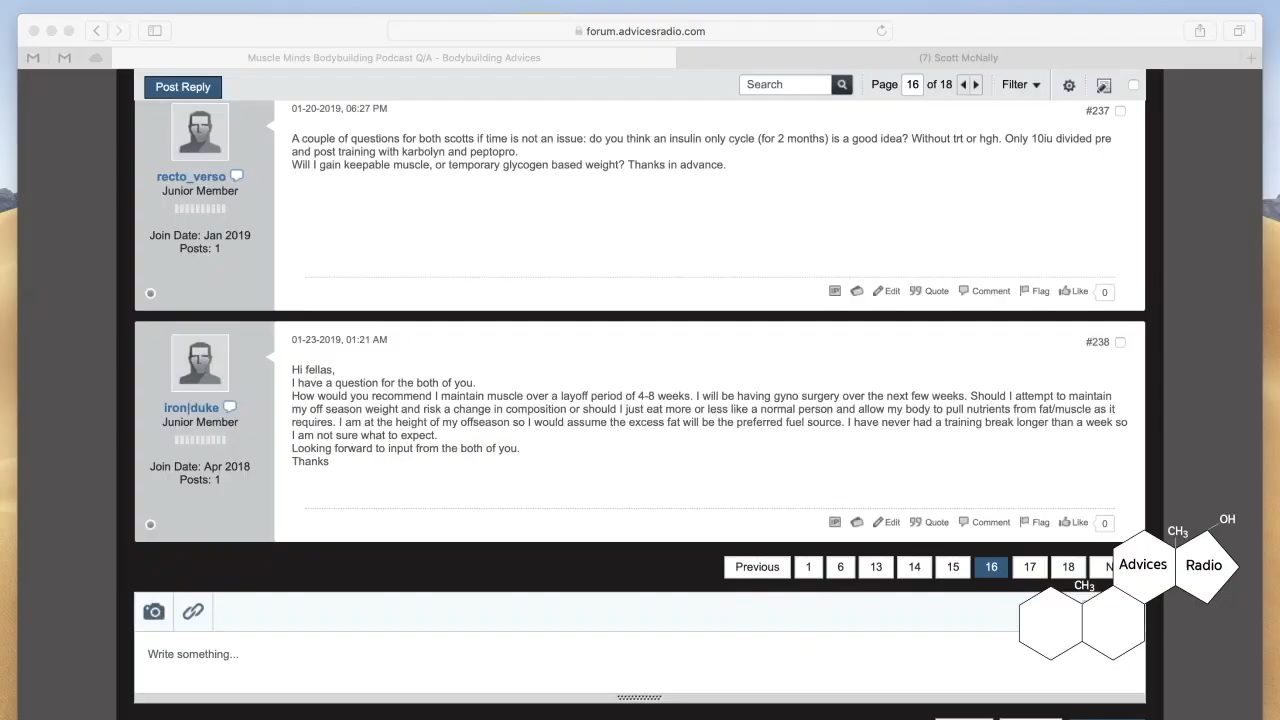 forum.advicesradio.com
Muscle Minds Bodybuilding Podcast Q/A - Bodybuilding Advices
(7) Scott McNally
Post Reply
Search
Page 16 of 18
Filter
01-20-2019, 06:27 PM
#237
A couple of questions for both scotts if time is not an issue: do you think an insulin only cycle (for 2 months) is a good idea? Without trt or hgh. Only 10iu divided pre
and post training with karbolyn and peptopro.
Will I gain keepable muscle, or temporary glycogen based weight? Thanks in advance.
recto_verso
Junior Member
Join Date: Jan 2019
Posts: 1
Edit Quote Comment Flag Like 0
01-23-2019, 01:21 AM
#238
Hi fellas,
I have a question for the both of you.
How would you recommend I maintain muscle over a layoff period of 4-8 weeks. I will be having gyno surgery over the next few weeks. Should I attempt to maintain
my off season weight and risk a change in composition or should I just eat more or less like a normal person and allow my body to pull nutrients from fat/muscle as it
requires. I am at the height of my offseason so I would assume the excess fat will be the preferred fuel source. I have never had a training break longer than a week so
I am not sure what to expect.
Looking forward to input from the both of you.
Thanks
iron|duke
Junior Member
Join Date: Apr 2018
Posts: 1
Edit Quote Comment Flag Like 0
Previous 1 6 13 14 15 16 17 18 N
OH
CH3
Advices Radio
CH3
Write something...